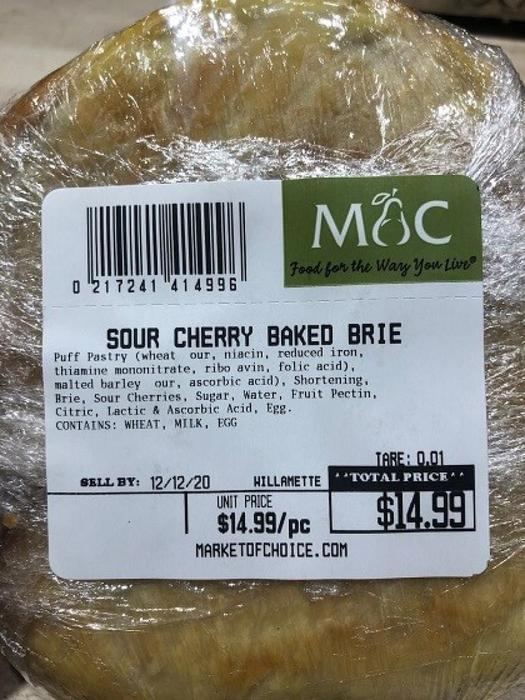 MOC
Food for the Way You Live®
0 217241 414996
SOUR CHERRY BAKED BRIE
Puff Pastry (wheat our, niacin, reduced iron,
thiamine mononitrate, ribo avin, folic acid),
malted barley our, ascorbic acid), Shortening,
Brie, Sour Cherries, Sugar, Water, Fruit Pectin,
Citric, Lactic & Ascorbic Acid, Egg.
CONTAINS: WHEAT, MILK, EGG
TARE: 0.01
SELL BY: 12/12/20 WILLAMETTE
^^TOTAL PRICE^^
UNIT PRICE
$14.99/pc
$14.99
MARKETOFCHOICE.COM